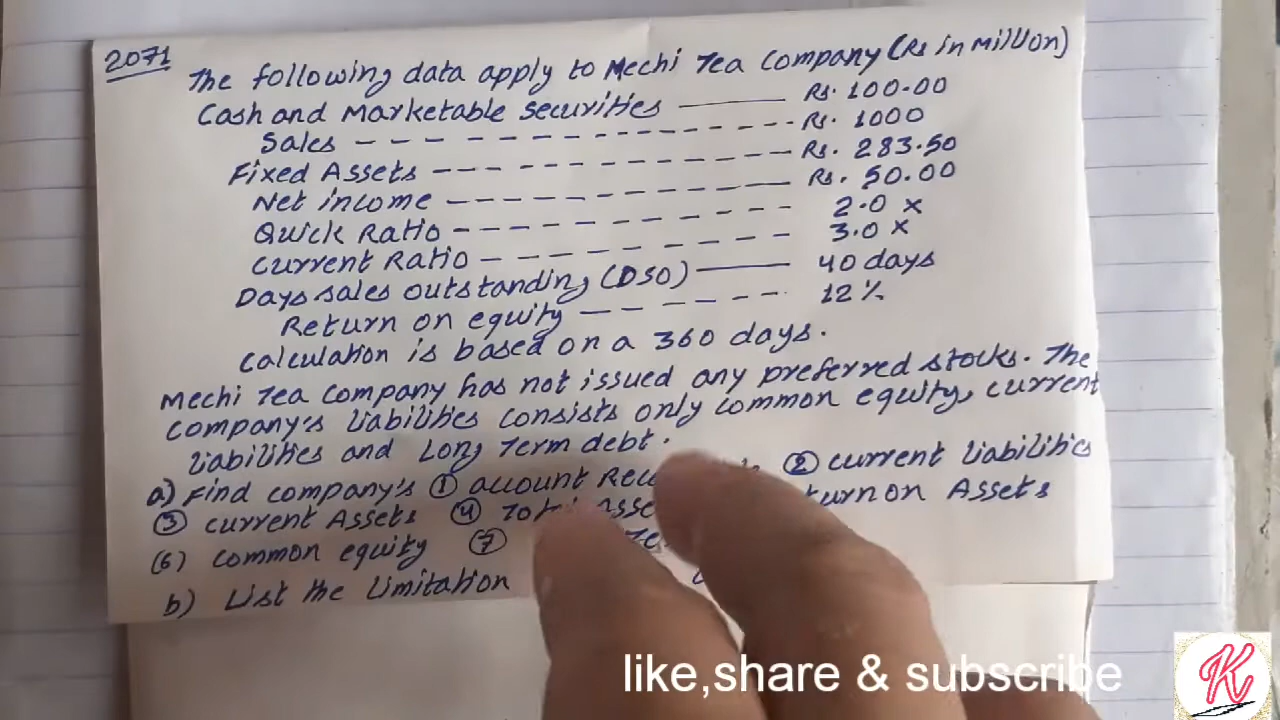 2071
The following data apply to Mechi Tea Company (Rs in Million)
Cash and Marketable Securities Rs. 100.00
Sales Rs. 1000
Fixed Assets Rs. 283.50
Net income Rs. 50.00
Quick Ratio 2.0 x
Current Ratio 3.0 x
Days sales outstanding (DSO) 40 days
Return on equity 12 %
Calculation is based on a 360 days.
Mechi Tea Company has not issued any preferred stocks. The
company's liabilities consists only common equity, current
liabilities and Long Term debt.
a) Find company's ① account ② current liabilities
③ current Assets ④ on Assets
(6) common equity ⑦
b) List the limitation
like,share & subscribe
K